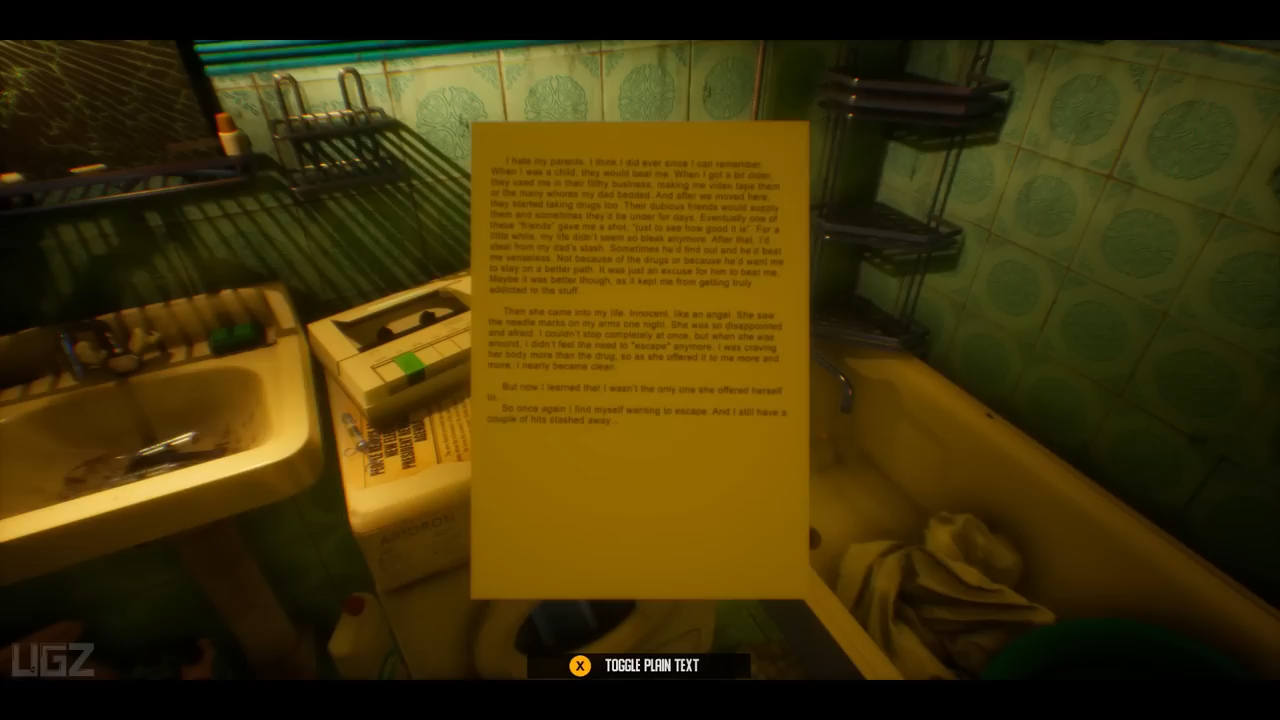 I hate my parents. I think I did ever since I can remember.
When I was a child, they would beat me. When I got a bit older,
they used me in their filthy business, making me video tape them
or the many whores my dad bedded. And after we moved here,
they started taking drugs too. Their dubious friends would supply
them and sometimes they'd be under for days. Eventually one of
these "friends" gave me a shot, "just to see how good it is". For a
little while, my life didn't seem so bleak anymore. After that, I'd
steal from my dad's stash. Sometimes he'd find out and he'd beat
me senseless. Not because of the drugs or because he'd want me
to stay on a better path. It was just an excuse for him to beat me.
Maybe it was better though, as it kept me from getting truly
addicted to the stuff.
Then she came into my life. Innocent, like an angel. She saw
the needle marks on my arms one night. She was so disappointed
and afraid. I couldn't stop completely at once, but when she was
around, I didn't feel the need to "escape" anymore. I was craving
her body more than the drug, so as she offered it to me more and
more, I nearly became clean.
But now I learned that I wasn't the only one she offered herself
to.
So once again I find myself wanting to escape. And I still have a
couple of hits stashed away...
UGZ
X TOGGLE PLAIN TEXT